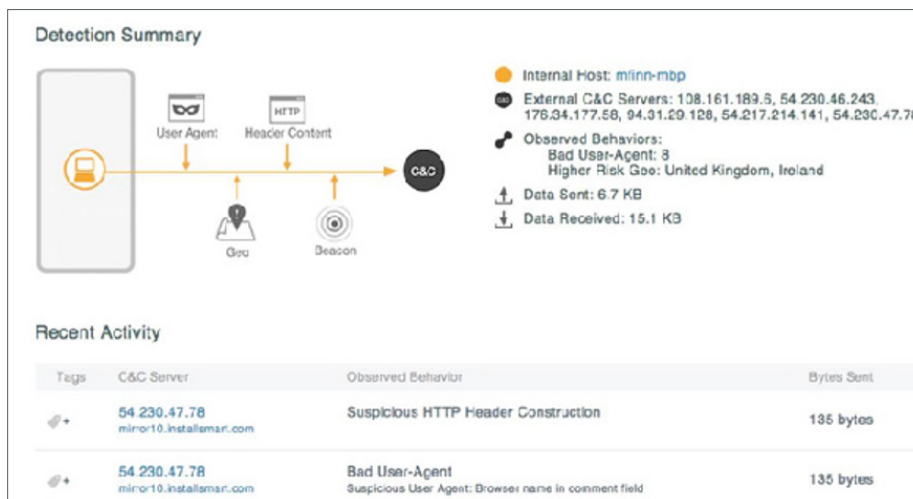 Detection Summary
User Agent
HTTP
Header Content
C&C
Geo
Beacon
Internal Host: mfinn-mbp
C&C
External C&C Servers: 108.161.189.6, 54.230.46.243,
176.34.177.58, 94.31.29.128, 54.217.214.141, 54.230.47.78
Observed Behaviors:
Bad User-Agent: 8
Higher Risk Geo: United Kingdom, Ireland
Data Sent: 6.7 KB
Data Received: 15.1 KB
Recent Activity
Tags C&C Server Observed Behavior Bytes Sent
54.230.47.78 Suspicious HTTP Header Construction 135 bytes
mirror10.installsmart.com
54.230.47.78 Bad User-Agent 135 bytes
mirror10.installsmart.com Suspicious User Agent: Browser name in comment field